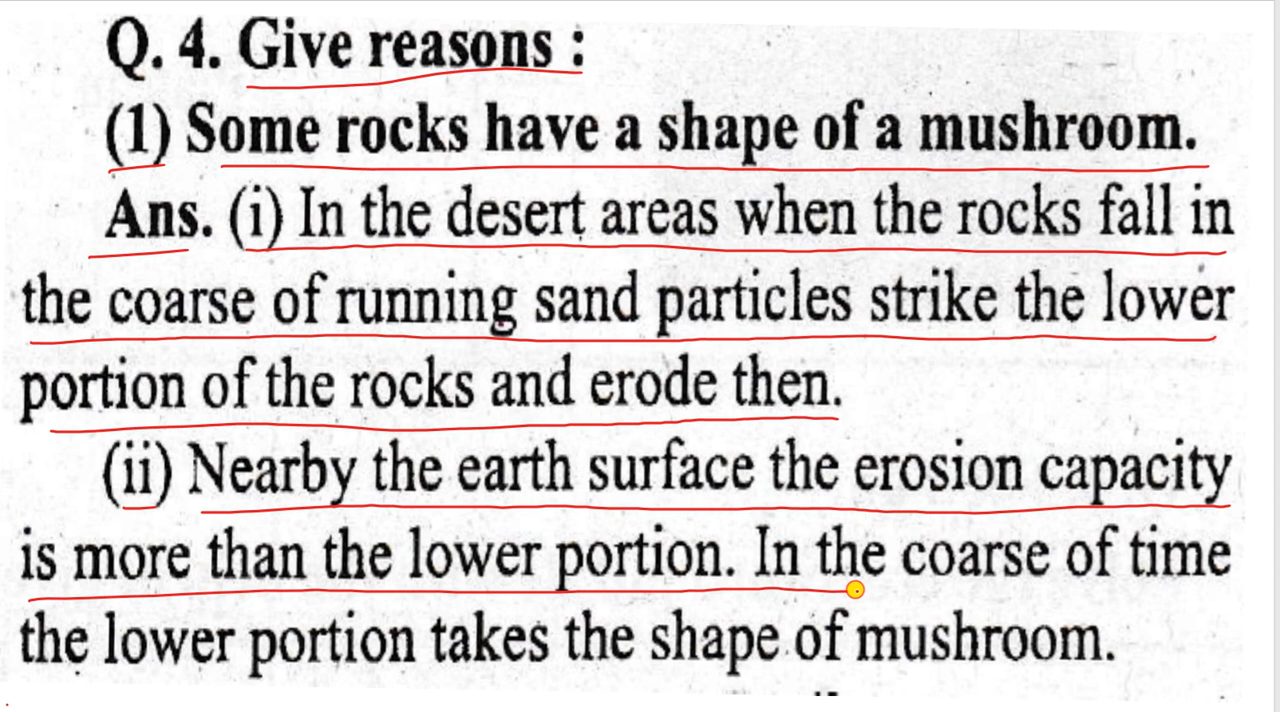 Q. 4. Give reasons :
(1) Some rocks have a shape of a mushroom.
Ans. (i) In the desert areas when the rocks fall in
the coarse of running sand particles strike the lower
portion of the rocks and erode then.
(ii) Nearby the earth surface the erosion capacity
is more than the lower portion. In the coarse of time
the lower portion takes the shape of mushroom.